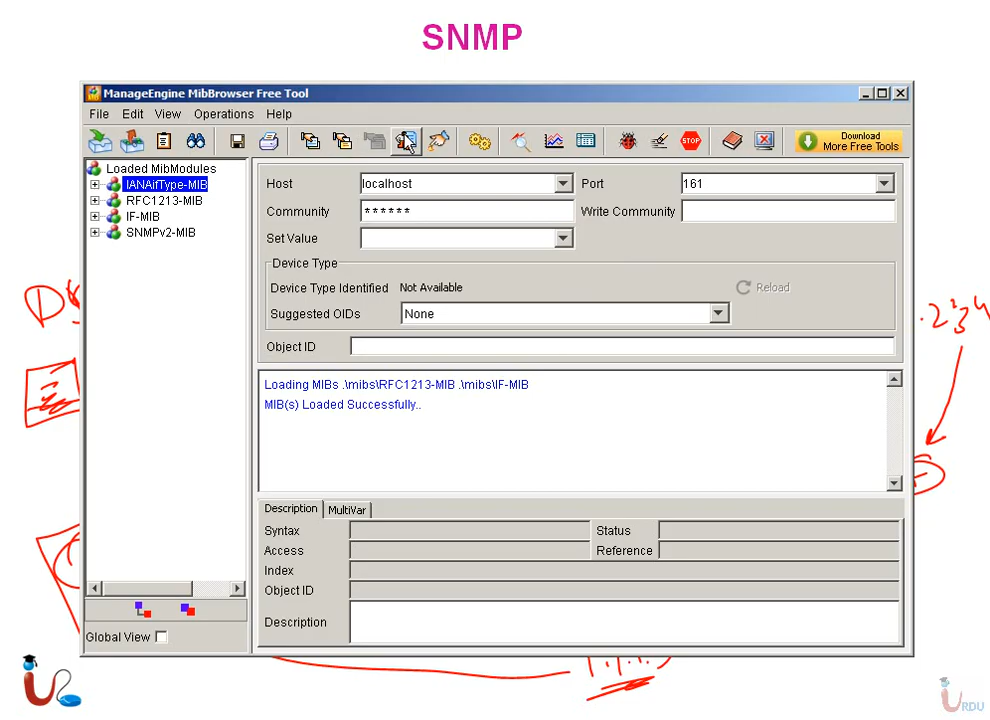 SNMP
ManageEngine MibBrowser Free Tool
File Edit View Operations Help
STOP
Download
More Free Tools
Loaded MibModules
IANAifType-MIB
RFC1213-MIB
IF-MIB
SNMPv2-MIB
Host localhost Port 161
Community ****** Write Community
Set Value
Device Type
Device Type Identified Not Available Reload
Suggested OIDs None
Object ID
Loading MIBs .\mibs\RFC1213-MIB .\mibs\IF-MIB
MIB(s) Loaded Successfully..
Description MultiVar
Syntax Status
Access Reference
Index
Object ID
Description
Global View
.234
URDU